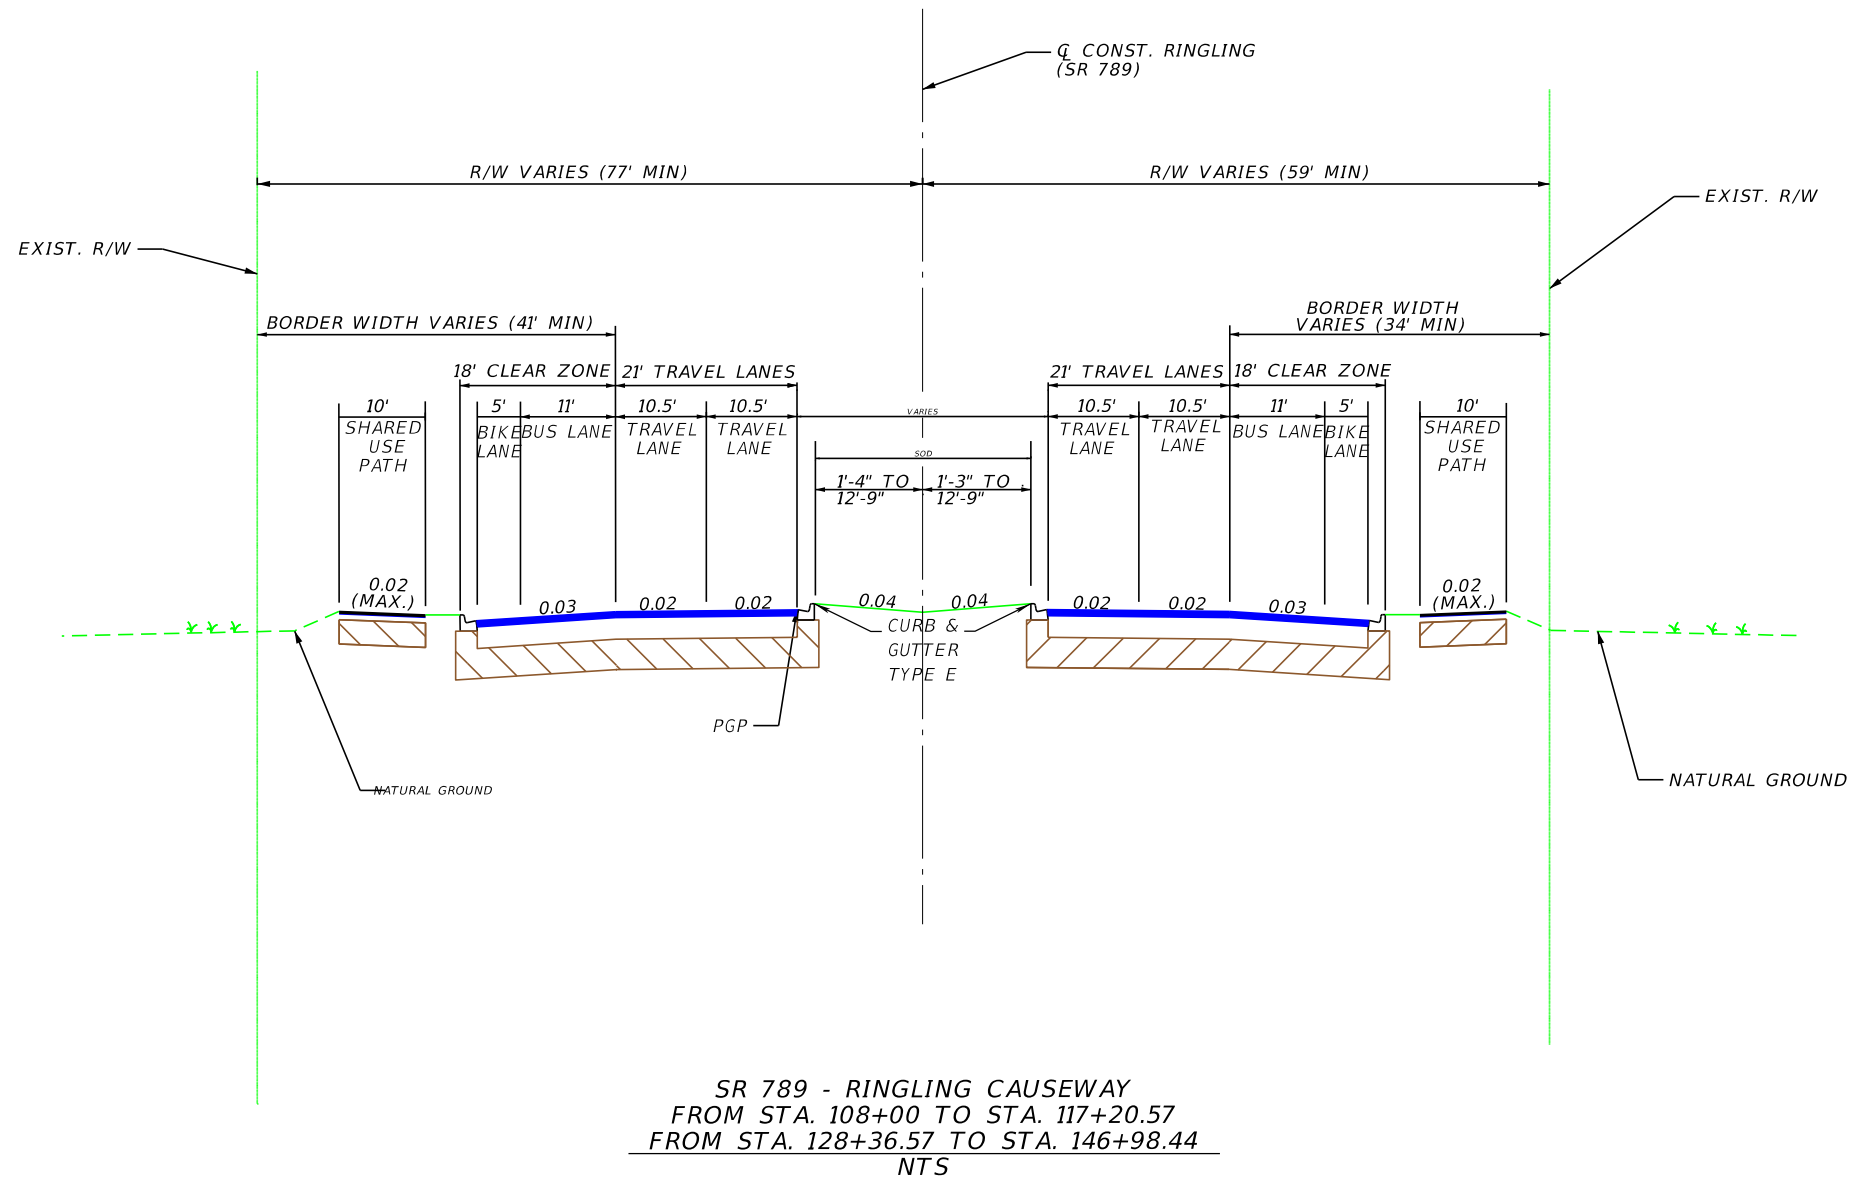 ℄ CONST. RINGLING
(SR 789)
R/W VARIES (77' MIN)
R/W VARIES (59' MIN)
EXIST. R/W
EXIST. R/W
BORDER WIDTH VARIES (41' MIN)
BORDER WIDTH
VARIES (34' MIN)
18' CLEAR ZONE
21' TRAVEL LANES
21' TRAVEL LANES
18' CLEAR ZONE
10'
SHARED
USE
PATH
5'
BIKE
LANE
11'
BUS LANE
10.5'
TRAVEL
LANE
10.5'
TRAVEL
LANE
VARIES
SOD
1'-4" TO
12'-9"
1'-3" TO
12'-9"
10.5'
TRAVEL
LANE
10.5'
TRAVEL
LANE
11'
BUS LANE
5'
BIKE
LANE
10'
SHARED
USE
PATH
0.02
(MAX.)
0.03
0.02
0.02
0.04
0.04
0.02
0.02
0.03
0.02
(MAX.)
CURB &
GUTTER
TYPE E
PGP
NATURAL GROUND
NATURAL GROUND
SR 789 - RINGLING CAUSEWAY
FROM STA. 108+00 TO STA. 117+20.57
FROM STA. 128+36.57 TO STA. 146+98.44
NTS